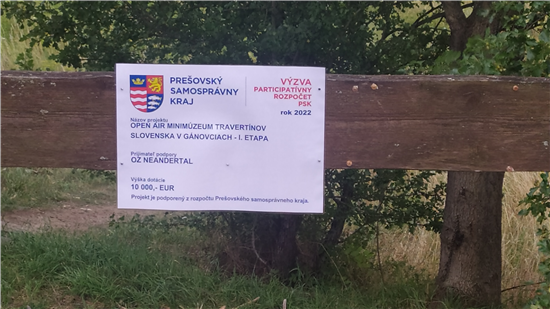 PREŠOVSKÝ
SAMOSPRÁVNY
KRAJ
VÝZVA
PARTICIPATÍVNY
ROZPOČET
PSK
rok 2022
Názov projektu
OPEN AIR MINIMÚZEUM TRAVERTÍNOV
SLOVENSKA V GÁNOVCIACH - I. ETAPA
Prijímateľ podpory
OZ NEANDERTAL
Výška dotácie
10 000,- EUR
Projekt je podporený z rozpočtu Prešovského samosprávneho kraja.